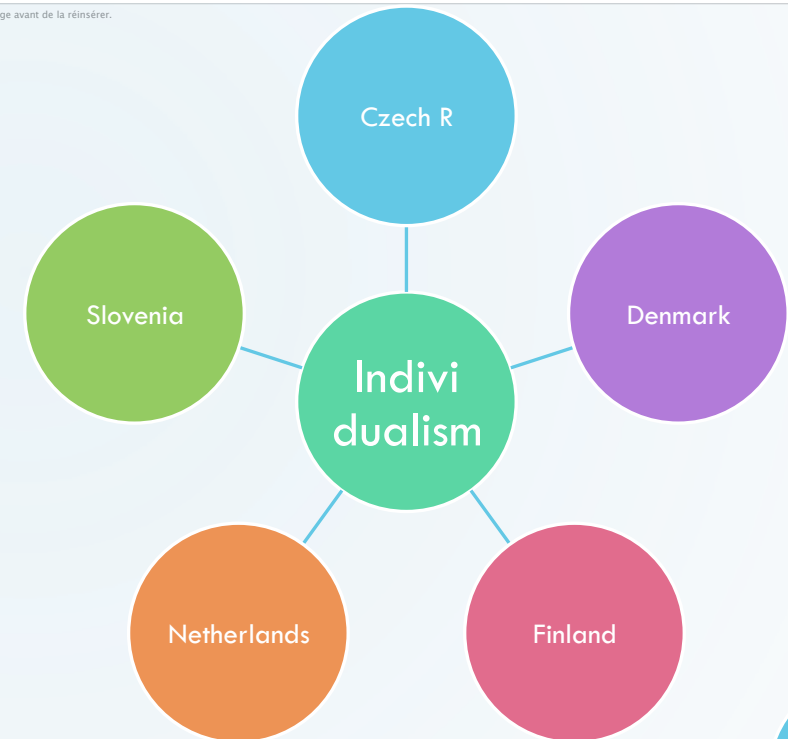 ge avant de la réinsérer.
Czech R
Slovenia
Denmark
Indivi
dualism
Netherlands
Finland